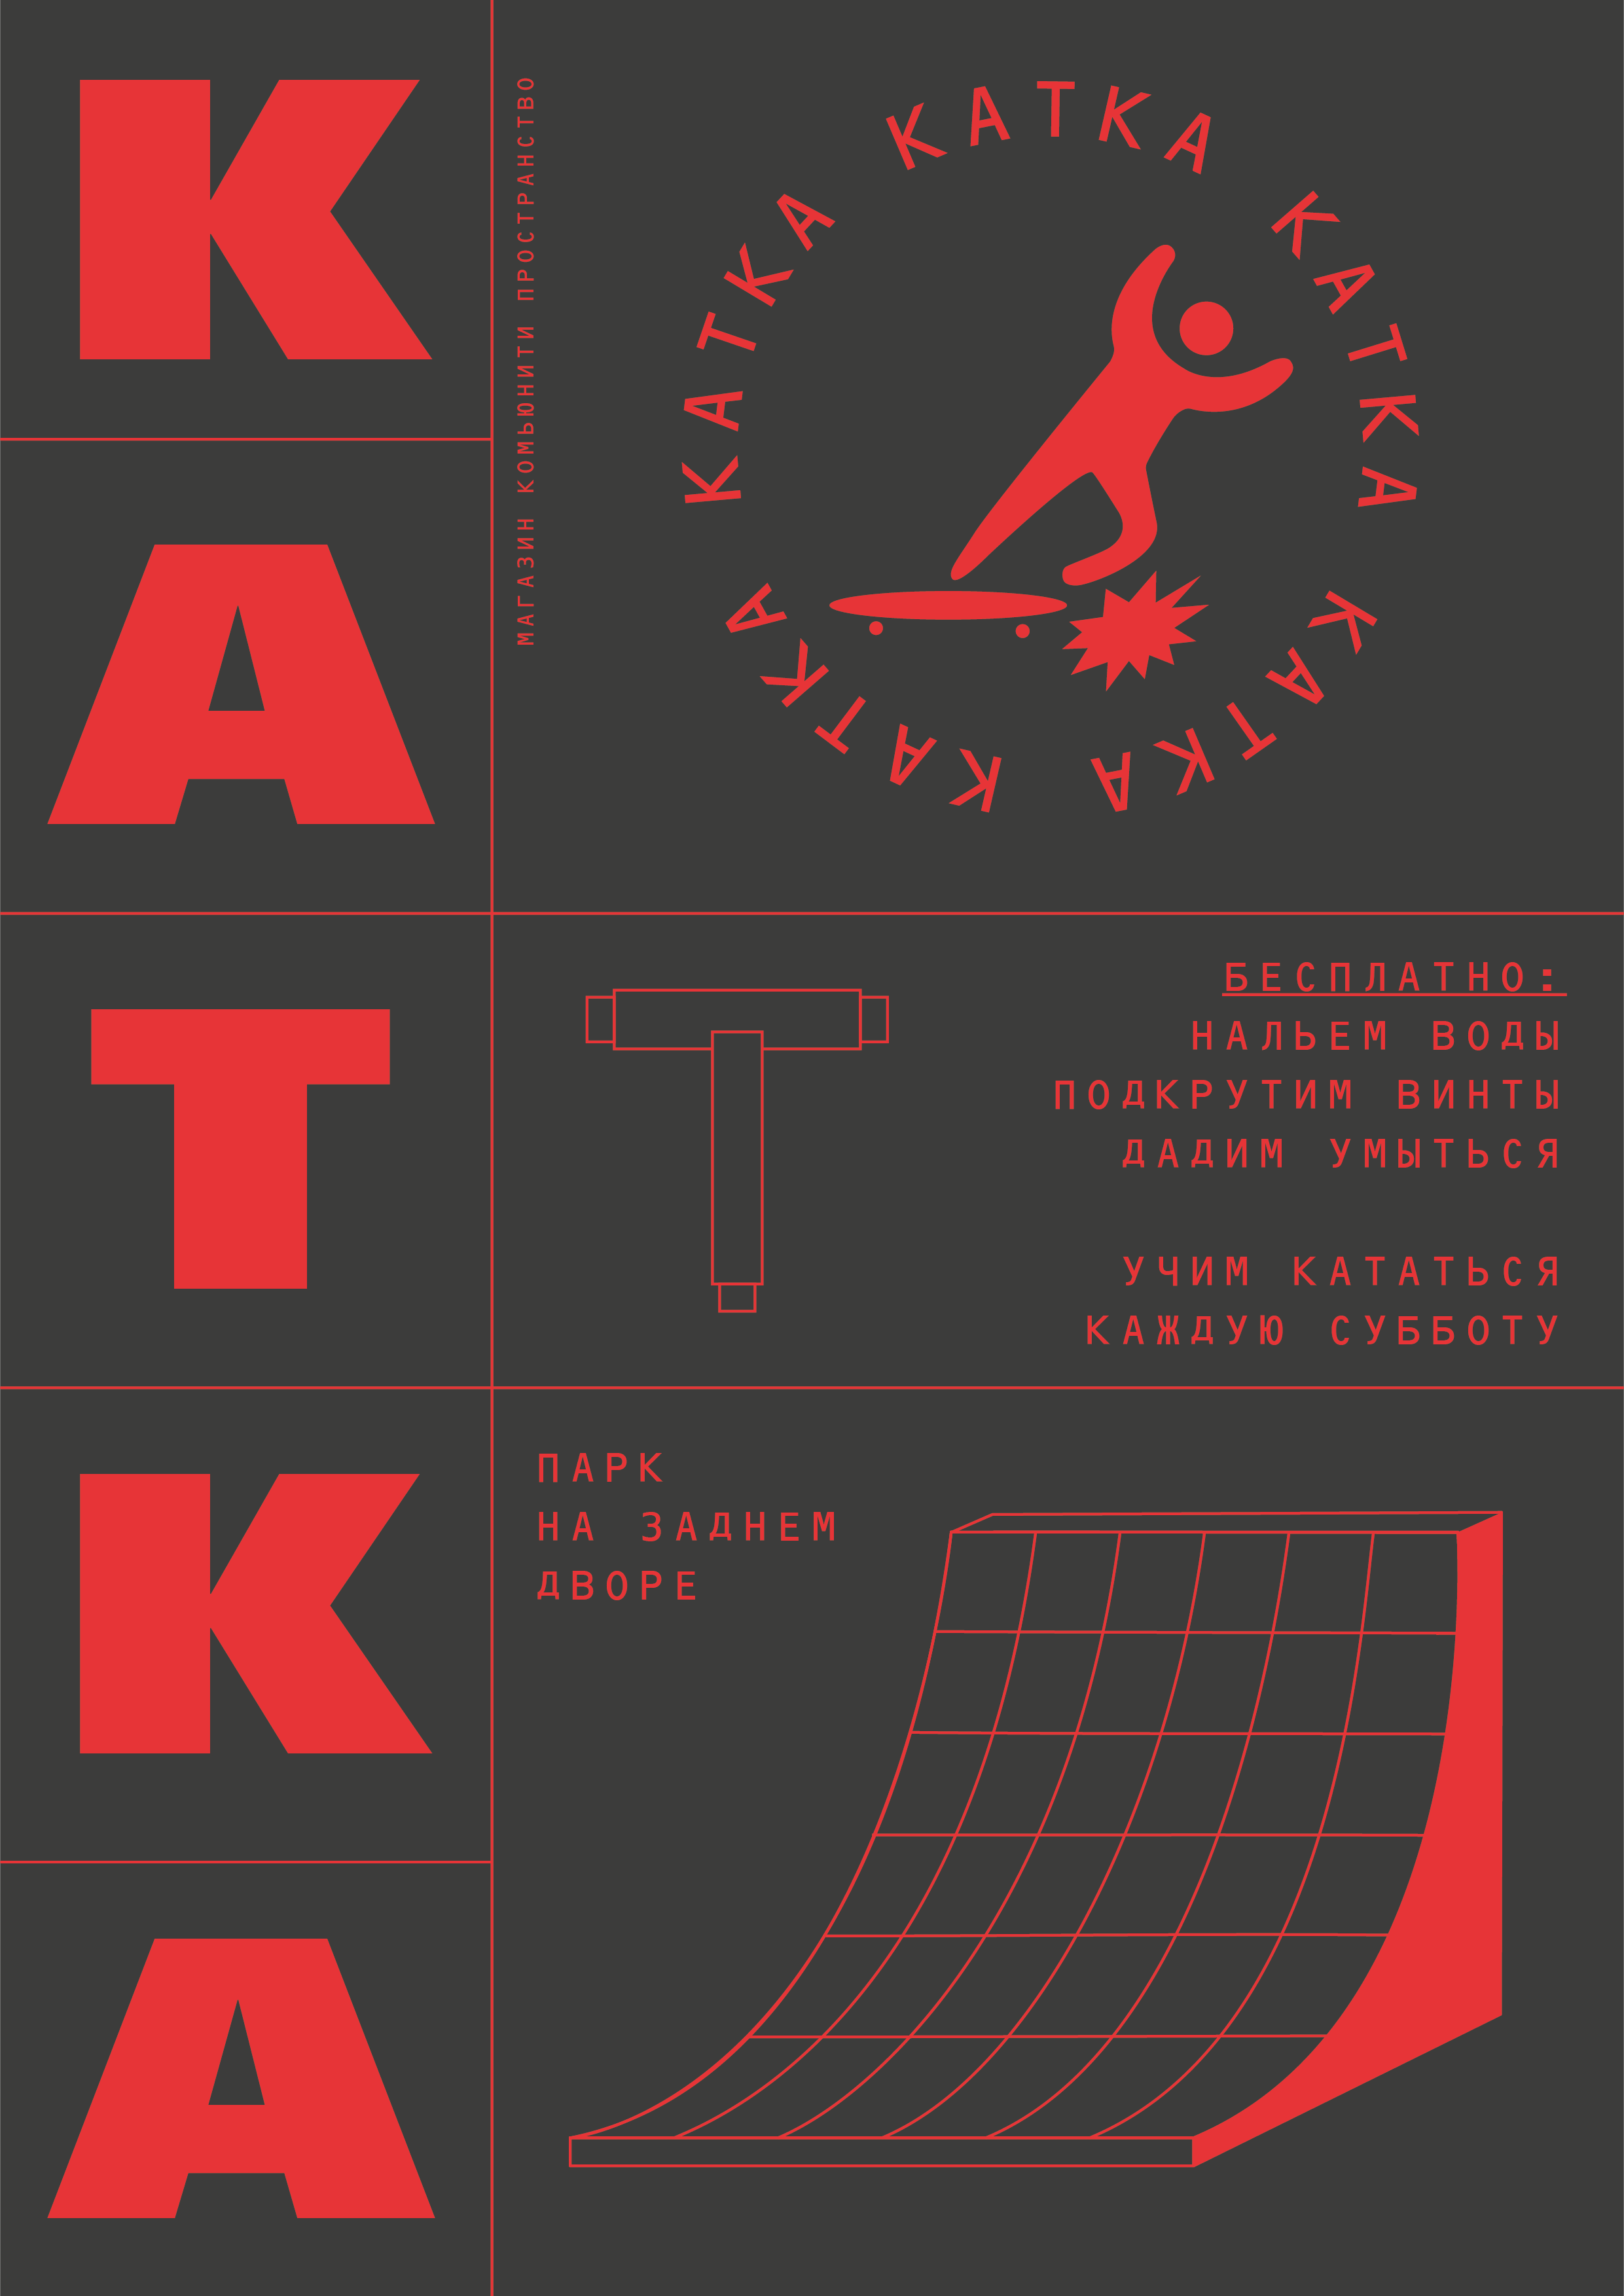 КАТКА
МАГАЗИН КОМЬЮНИТИ ПРОСТРАНСТВО
КАТКА КАТКА КАТКА КАТКА КАТКА
БЕСПЛАТНО:
НАЛЬЕМ ВОДЫ
ПОДКРУТИМ ВИНТЫ
ДАДИМ УМЫТЬСЯ
УЧИМ КАТАТЬСЯ
КАЖДУЮ СУББОТУ
ПАРК
НА ЗАДНЕМ
ДВОРЕ